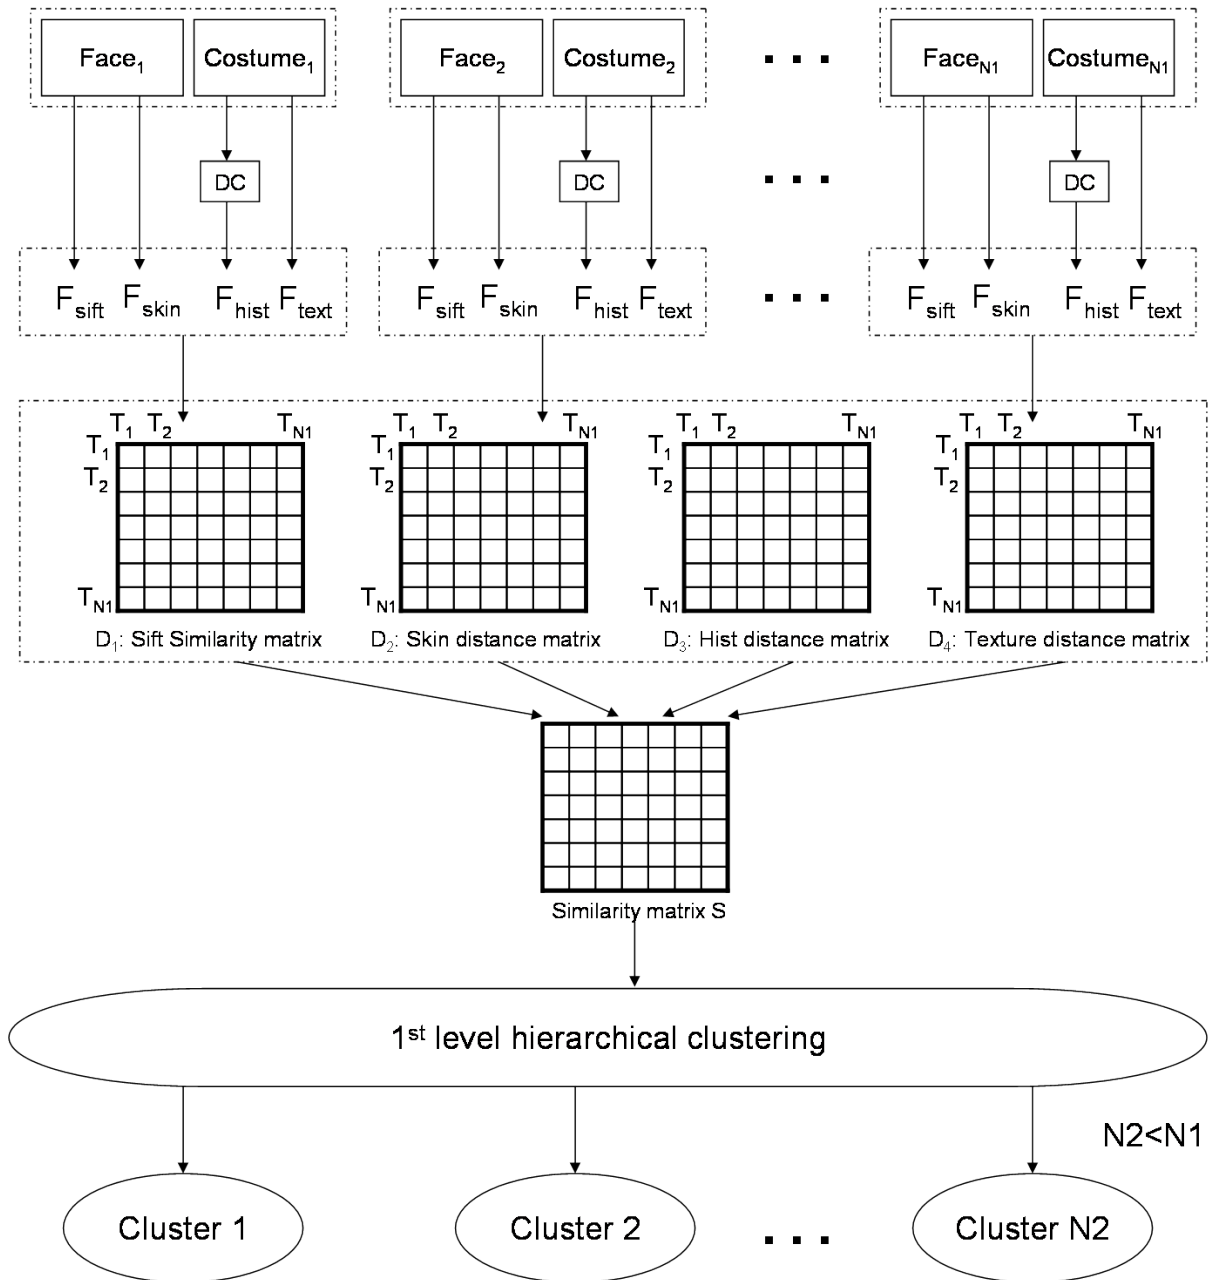 Face1 Costume1 Face2 Costume2 ... FaceN1 CostumeN1
DC DC ... DC
Fsift Fskin Fhist Ftext Fsift Fskin Fhist Ftext ... Fsift Fskin Fhist Ftext
T1 T2 TN1 T1 T2 TN1 T1 T2 TN1 T1 T2 TN1
T1 T1 T1 T1
T2 T2 T2 T2
TN1 TN1 TN1 TN1
D1: Sift Similarity matrix D2: Skin distance matrix D3: Hist distance matrix D4: Texture distance matrix
Similarity matrix S
1st level hierarchical clustering
N2<N1
Cluster 1 Cluster 2 ... Cluster N2